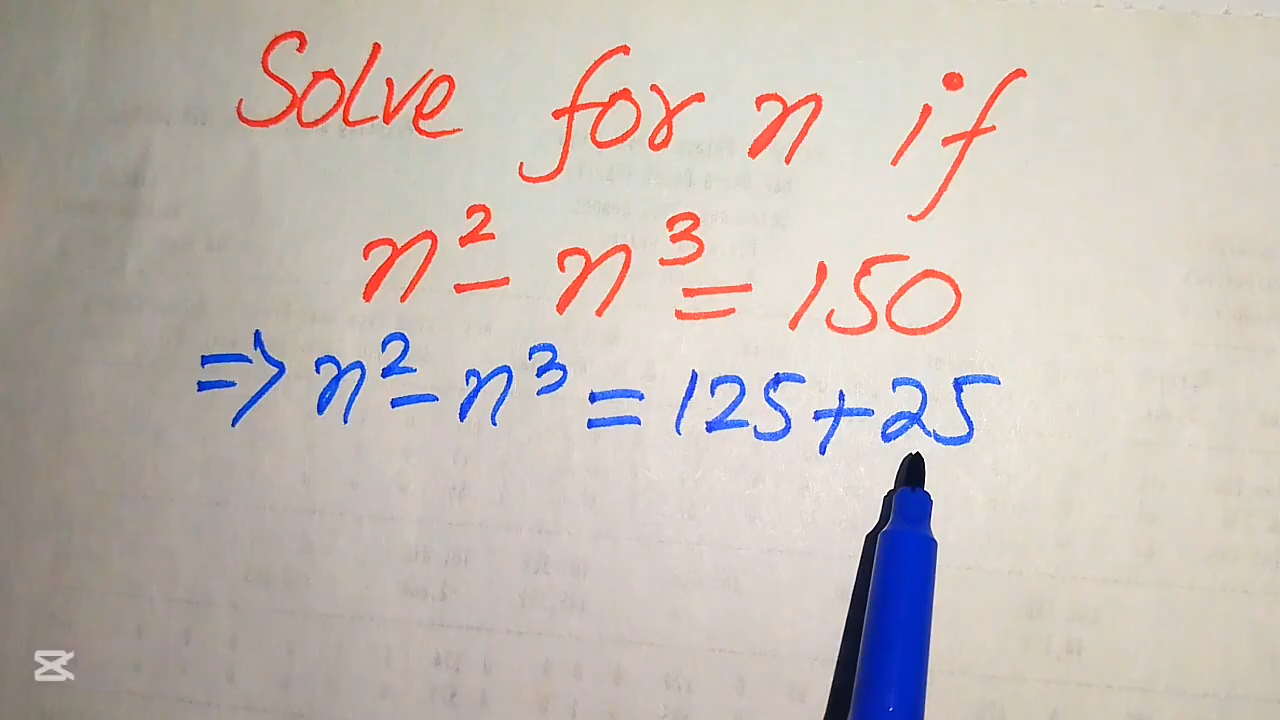 Solve for n if
n² - n³ = 150
=> n² - n³ = 125 + 25